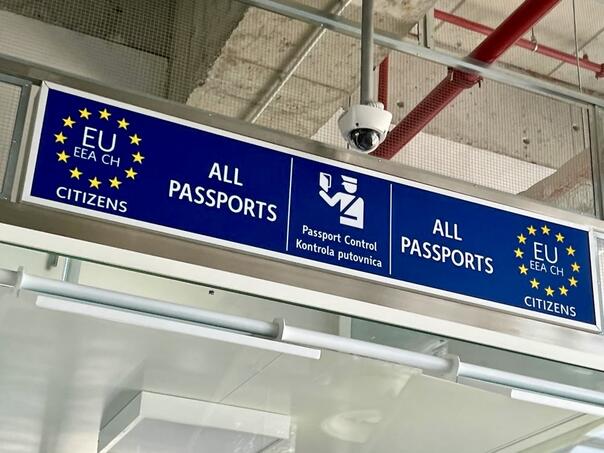 EU
EEA CH
CITIZENS
ALL
PASSPORTS
Passport Control
Kontrola putovnica
ALL
PASSPORTS
EU
EEA CH
CITIZENS